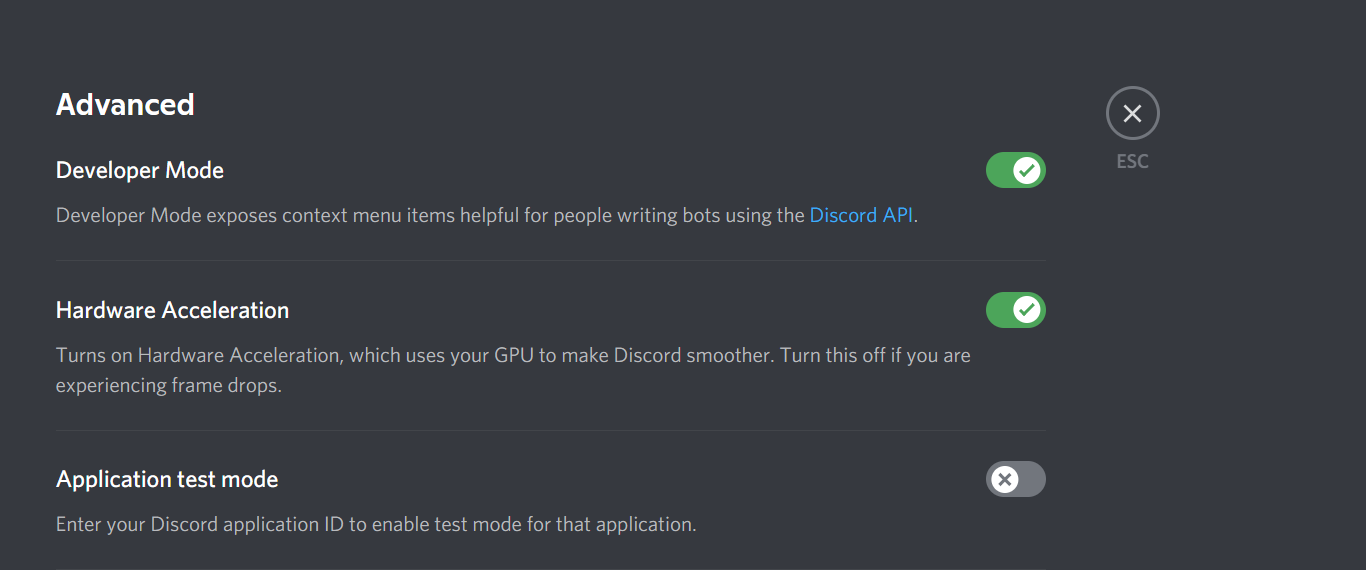 Advanced
ESC
Developer Mode
Developer Mode exposes context menu items helpful for people writing bots using the Discord API.
Hardware Acceleration
Turns on Hardware Acceleration, which uses your GPU to make Discord smoother. Turn this off if you are
experiencing frame drops.
Application test mode
Enter your Discord application ID to enable test mode for that application.